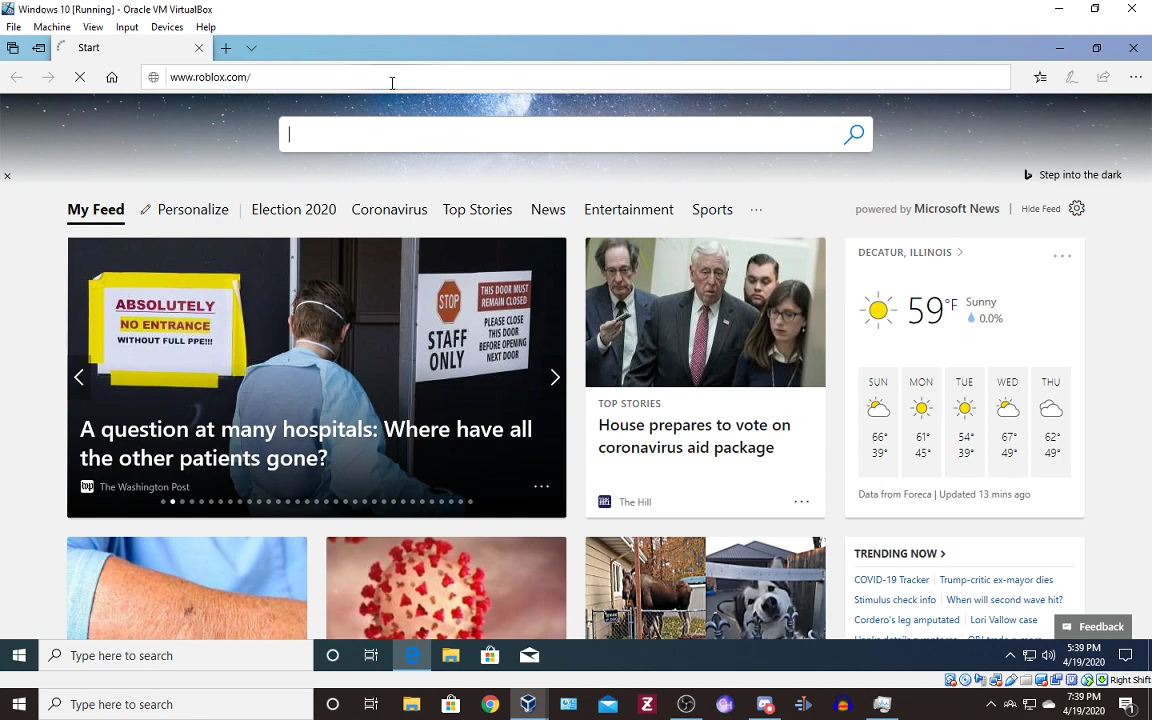 Windows 10 [Running] - Oracle VM VirtualBox
File Machine View Input Devices Help
Start
www.roblox.com/
Step into the dark
My Feed Personalize Election 2020 Coronavirus Top Stories News Entertainment Sports ...
powered by Microsoft News | Hide Feed
ABSOLUTELY
NO ENTRANCE
WITHOUT FULL PPE!!!
STOP
STAFF
ONLY
THIS DOOR MUST
REMAIN CLOSED
PLEASE CLOSE
THIS DOOR
BEFORE OPENING
NEXT DOOR
A question at many hospitals: Where have all
the other patients gone?
The Washington Post
TOP STORIES
House prepares to vote on
coronavirus aid package
The Hill
DECATUR, ILLINOIS
59°F Sunny
0.0%
SUN MON TUE WED THU
66° 61° 54° 67° 62°
39° 45° 39° 49° 49°
Data from Foreca | Updated 13 mins ago
TRENDING NOW
COVID-19 Tracker Trump-critic ex-mayor dies
Stimulus check info When will second wave hit?
Cordero's leg amputated Lori Vallow case
Feedback
Type here to search
5:39 PM
4/19/2020
Right Shift
Type here to search
7:39 PM
4/19/2020